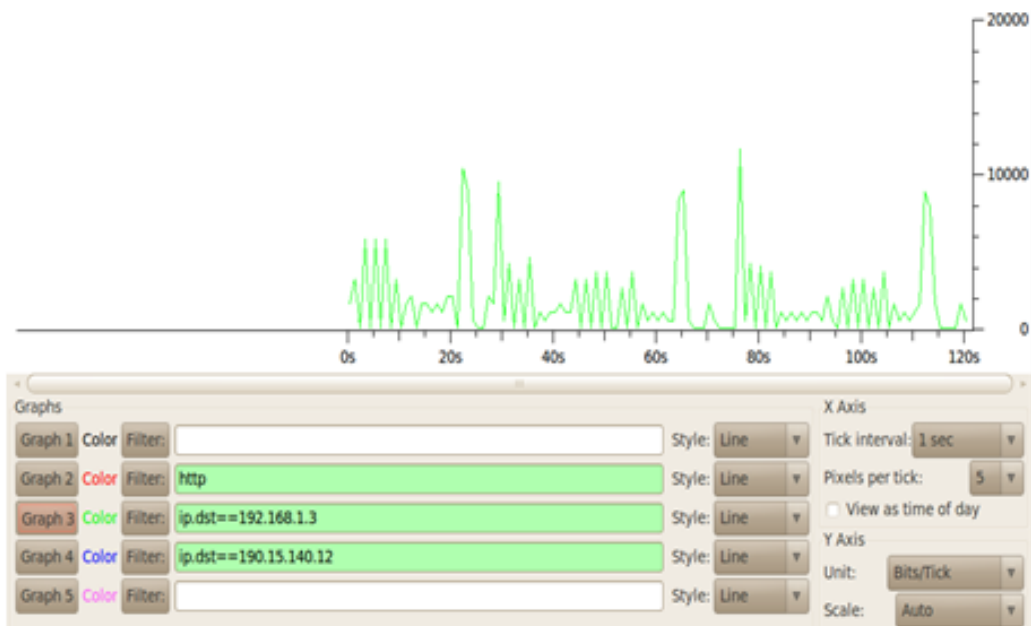 20000
10000
0
0s 20s 40s 60s 80s 100s 120s
Graphs
Graph 1 Color Filter: Style: Line
Graph 2 Color Filter: http Style: Line
Graph 3 Color Filter: ip.dst==192.168.1.3 Style: Line
Graph 4 Color Filter: ip.dst==190.15.140.12 Style: Line
Graph 5 Color Filter: Style: Line
X Axis
Tick interval: 1 sec
Pixels per tick: 5
View as time of day
Y Axis
Unit: Bits/Tick
Scale: Auto